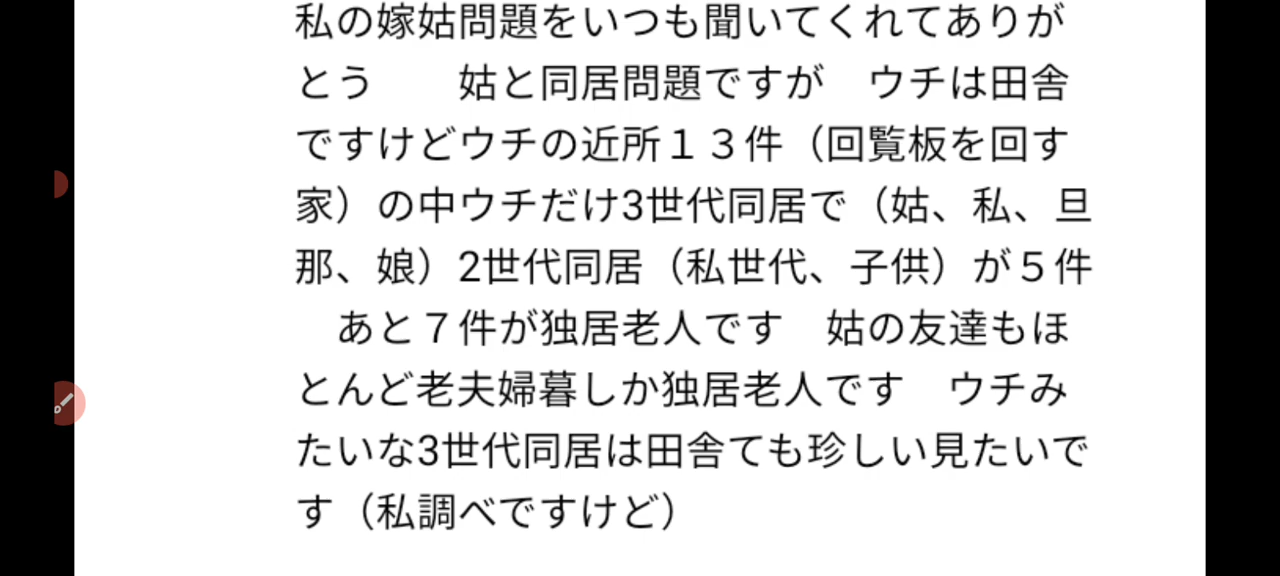 私の嫁姑問題をいつも聞いてくれてありが
とう　　姑と同居問題ですが　ウチは田舎
ですけどウチの近所１３件（回覧板を回す
家）の中ウチだけ3世代同居で（姑、私、旦
那、娘）2世代同居（私世代、子供）が５件
　あと７件が独居老人です　姑の友達もほ
とんど老夫婦暮しか独居老人です　ウチみ
たいな3世代同居は田舎ても珍しい見たいで
す（私調べですけど）